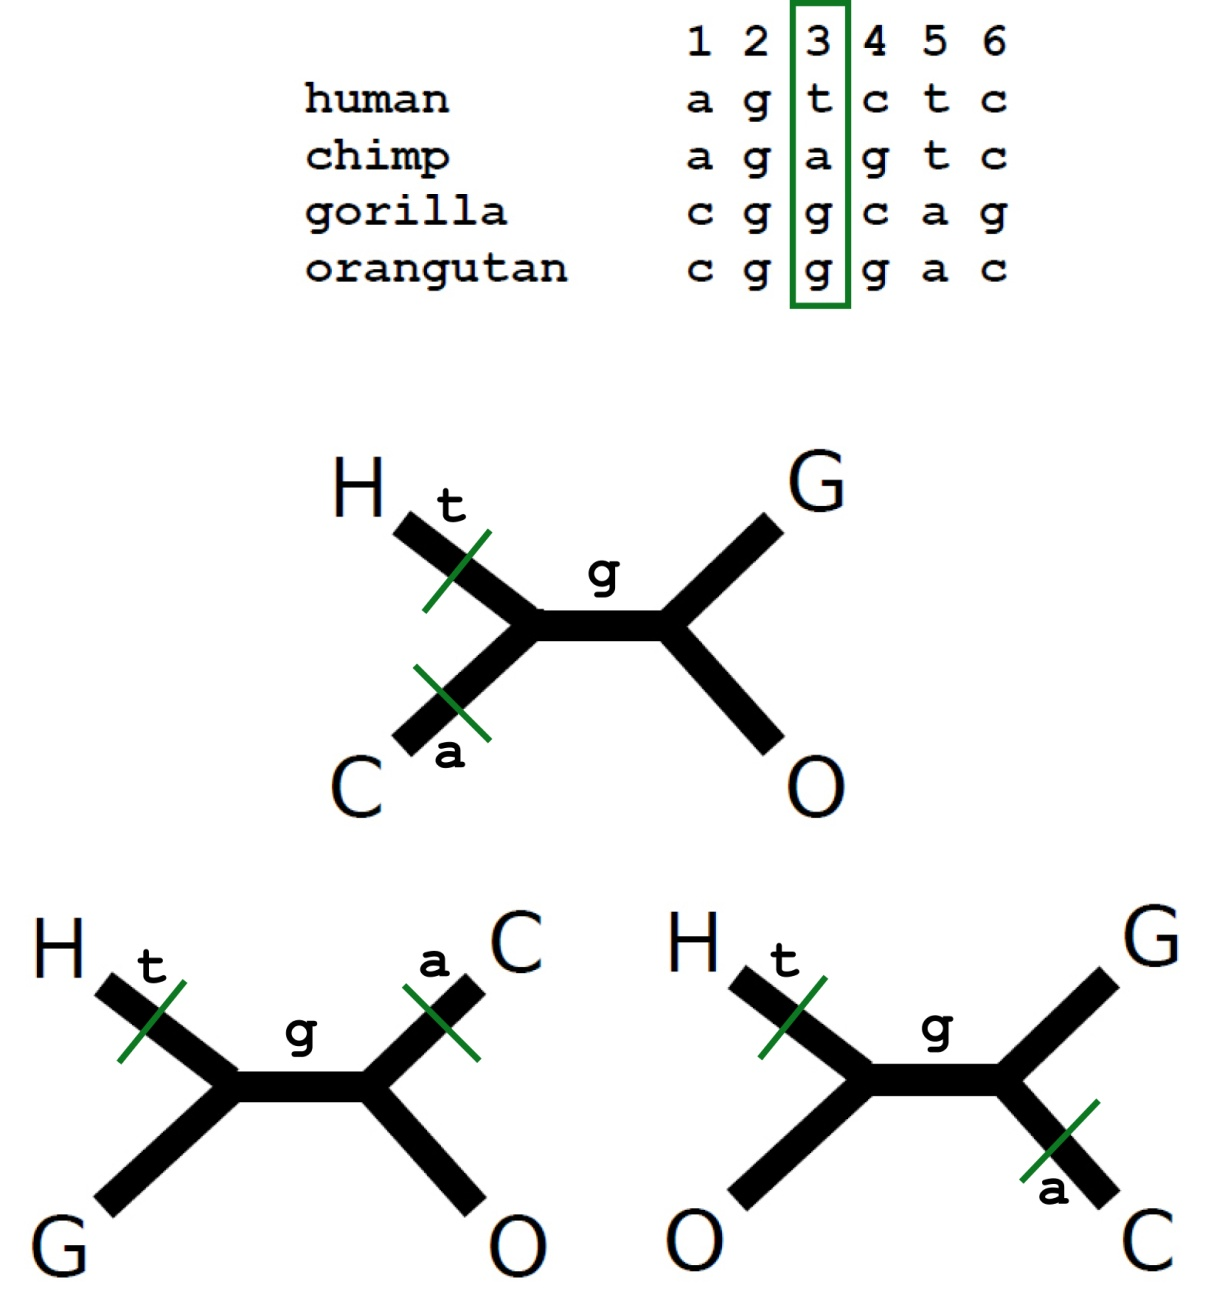 1 2 3 4 5 6
human a g t c t c
chimp a g a g t c
gorilla c g g c a g
orangutan c g g g a c
H t G
g
C a O
H t a C
g
G O
H t G
g
O a C